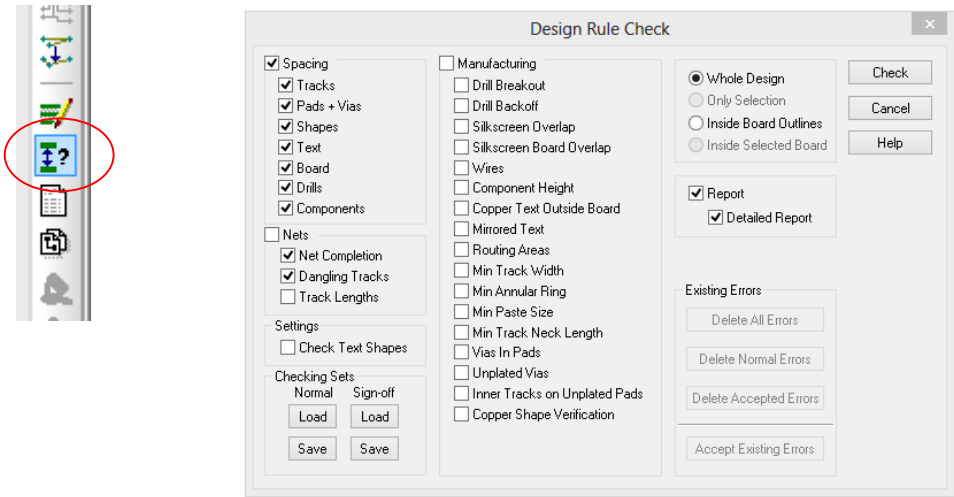 Design Rule Check
Spacing
Tracks
Pads + Vias
Shapes
Text
Board
Drills
Components
Nets
Net Completion
Dangling Tracks
Track Lengths
Settings
Check Text Shapes
Checking Sets
Normal Sign-off
Load Load
Save Save
Manufacturing
Drill Breakout
Drill Backoff
Silkscreen Overlap
Silkscreen Board Overlap
Wires
Component Height
Copper Text Outside Board
Mirrored Text
Routing Areas
Min Track Width
Min Annular Ring
Min Paste Size
Min Track Neck Length
Vias In Pads
Unplated Vias
Inner Tracks on Unplated Pads
Copper Shape Verification
Whole Design
Only Selection
Inside Board Outlines
Inside Selected Board
Report
Detailed Report
Existing Errors
Delete All Errors
Delete Normal Errors
Delete Accepted Errors
Accept Existing Errors
Check
Cancel
Help
?